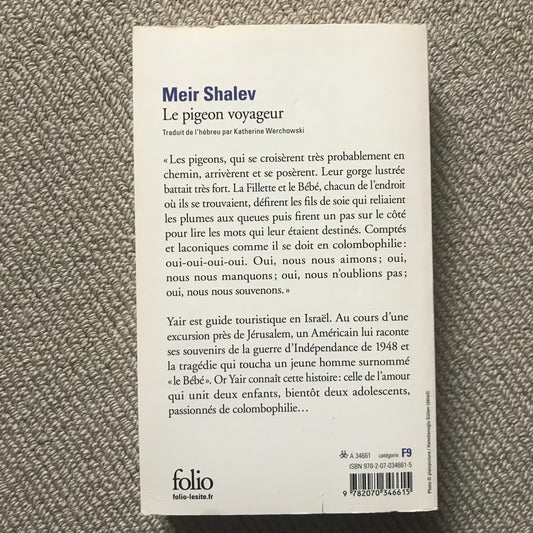 Meir Shalev
Le pigeon voyageur
Traduit de l'hébreu par Katherine Werchowski
« Les pigeons, qui se croisèrent très probablement en
chemin, arrivèrent et se posèrent. Leur gorge lustrée
battait très fort. La Fillette et le Bébé, chacun de l'endroit
où ils se trouvaient, défirent les fils de soie qui reliaient
les plumes aux queues puis firent un pas sur le côté
pour lire les mots qui leur étaient destinés. Comptés
et laconiques comme il se doit en colombophilie :
oui-oui-oui-oui. Oui, nous nous aimons ; oui,
nous nous manquons ; oui, nous n'oublions pas ;
oui, nous nous souvenons. »
Yair est guide touristique en Israël. Au cours d'une
excursion près de Jérusalem, un Américain lui raconte
ses souvenirs de la guerre d'Indépendance de 1948 et
la tragédie qui toucha un jeune homme surnommé
« le Bébé ». Or Yair connaît cette histoire : celle de l'amour
qui unit deux enfants, bientôt deux adolescents,
passionnés de colombophilie…
folio
folio-lesite.fr
A 34661 catégorie F9
ISBN 978-2-07-034661-5
9 782070 346615
Photo © plainpicture /